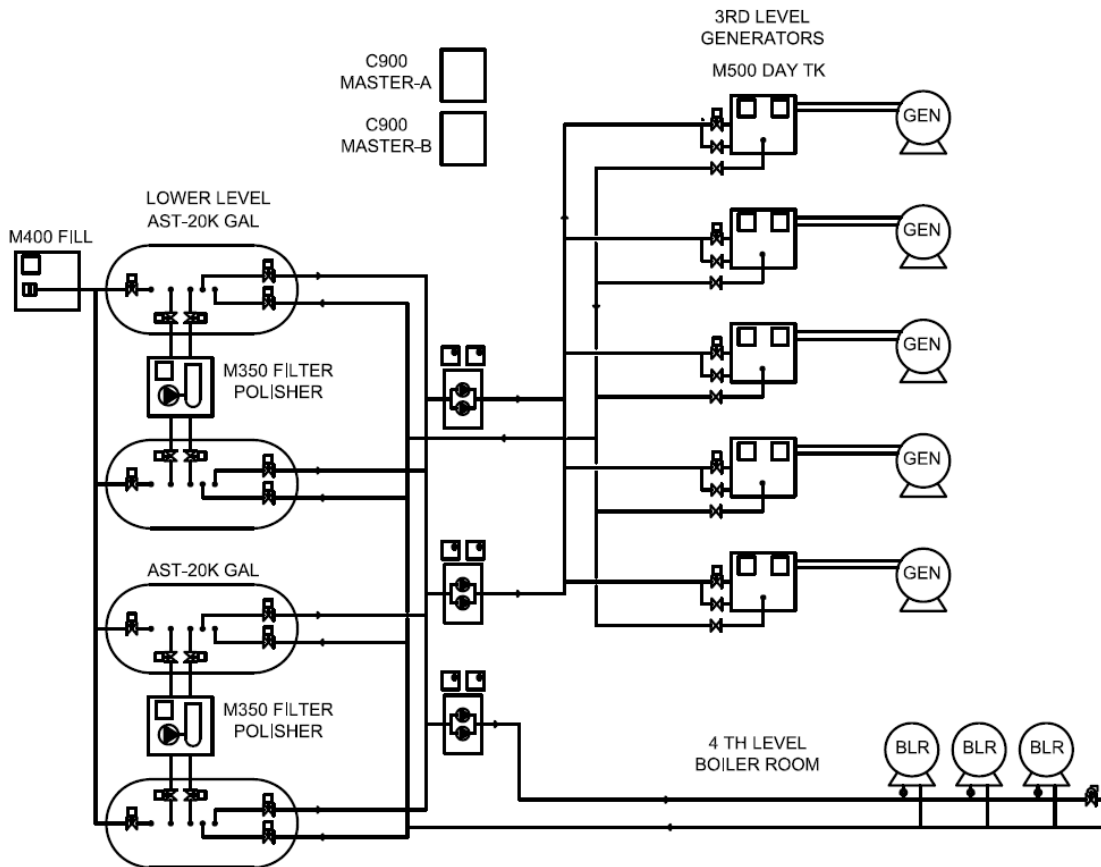 3RD LEVEL
GENERATORS
M500 DAY TK
C900
MASTER-A
C900
MASTER-B
LOWER LEVEL
AST-20K GAL
M400 FILL
M350 FILTER
POLISHER
AST-20K GAL
M350 FILTER
POLISHER
GEN
GEN
GEN
GEN
GEN
4 TH LEVEL
BOILER ROOM
BLR
BLR
BLR